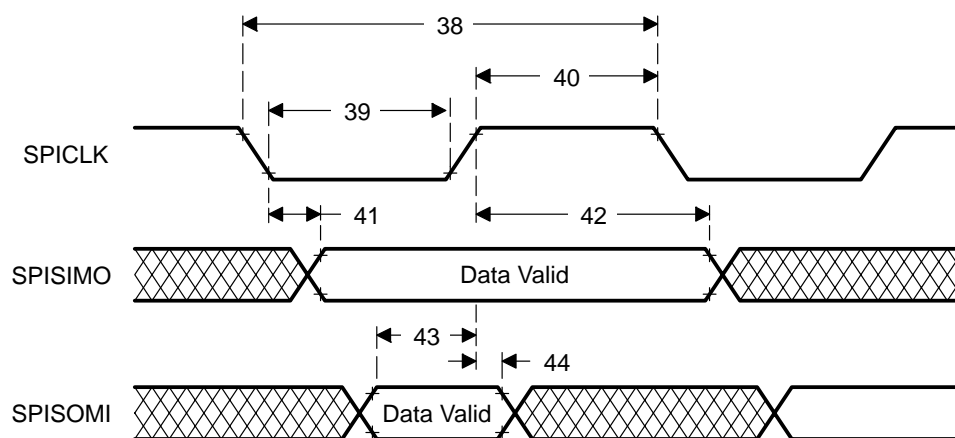 38
40
39
SPICLK
41
42
SPISIMO
Data Valid
43
44
SPISOMI
Data Valid